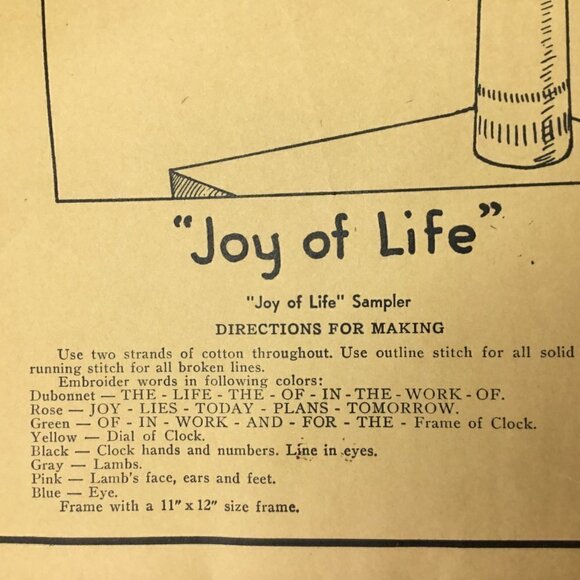 "Joy of Life"
"Joy of Life" Sampler
DIRECTIONS FOR MAKING
Use two strands of cotton throughout. Use outline stitch for all solid
running stitch for all broken lines.
Embroider words in following colors:
Dubonnet — THE - LIFE - THE - OF - IN - THE - WORK - OF.
Rose — JOY - LIES - TODAY - PLANS - TOMORROW.
Green — OF - IN - WORK - AND - FOR - THE - Frame of Clock.
Yellow — Dial of Clock.
Black — Clock hands and numbers. Line in eyes.
Gray — Lambs.
Pink — Lamb's face, ears and feet.
Blue — Eye.
Frame with a 11" x 12" size frame.